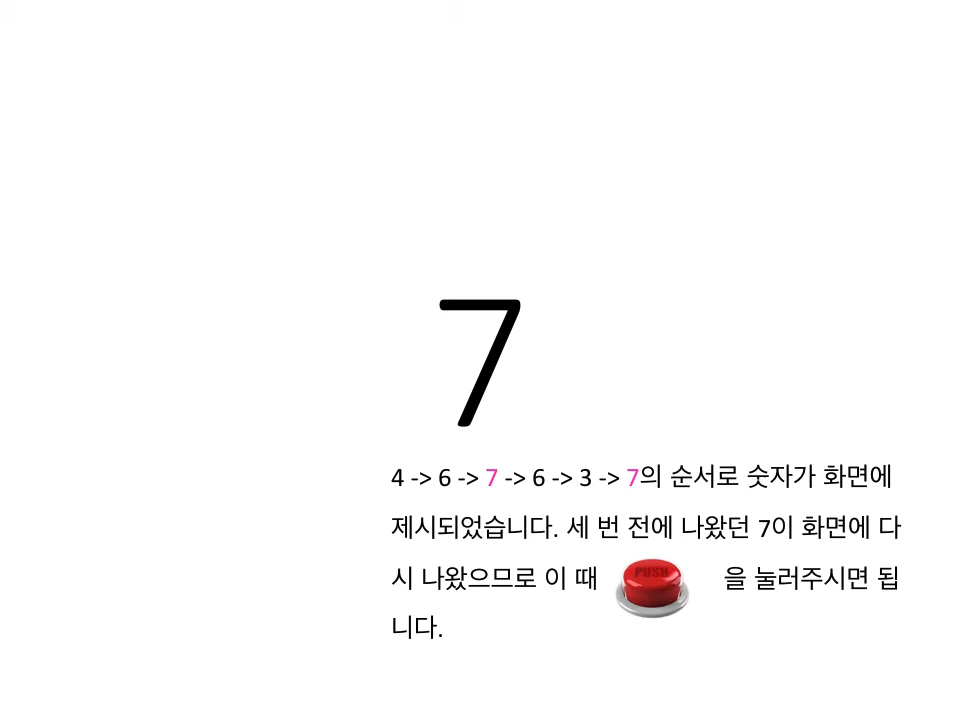 7
4 -> 6 -> 7 -> 6 -> 3 -> 7의 순서로 숫자가 화면에
제시되었습니다. 세 번 전에 나왔던 7이 화면에 다
시 나왔으므로 이 때 PUSH 을 눌러주시면 됩
니다.